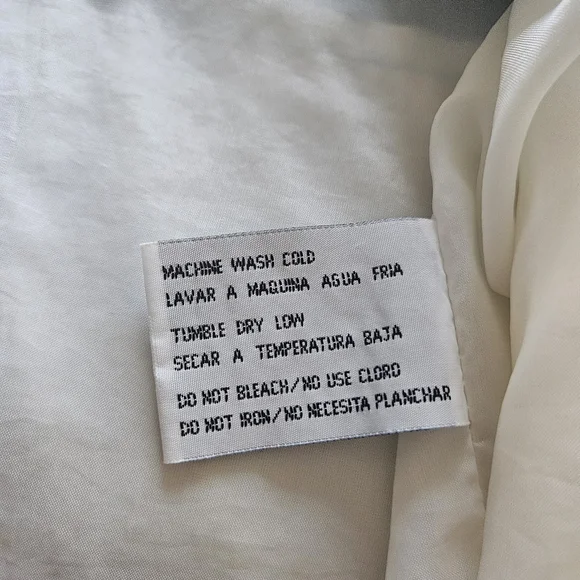 MACHINE WASH COLD
LAVAR A MAQUINA AGUA FRIA
TUMBLE DRY LOW
SECAR A TEMPERATURA BAJA
DO NOT BLEACH/NO USE CLORO
DO NOT IRON/NO NECESITA PLANCHAR